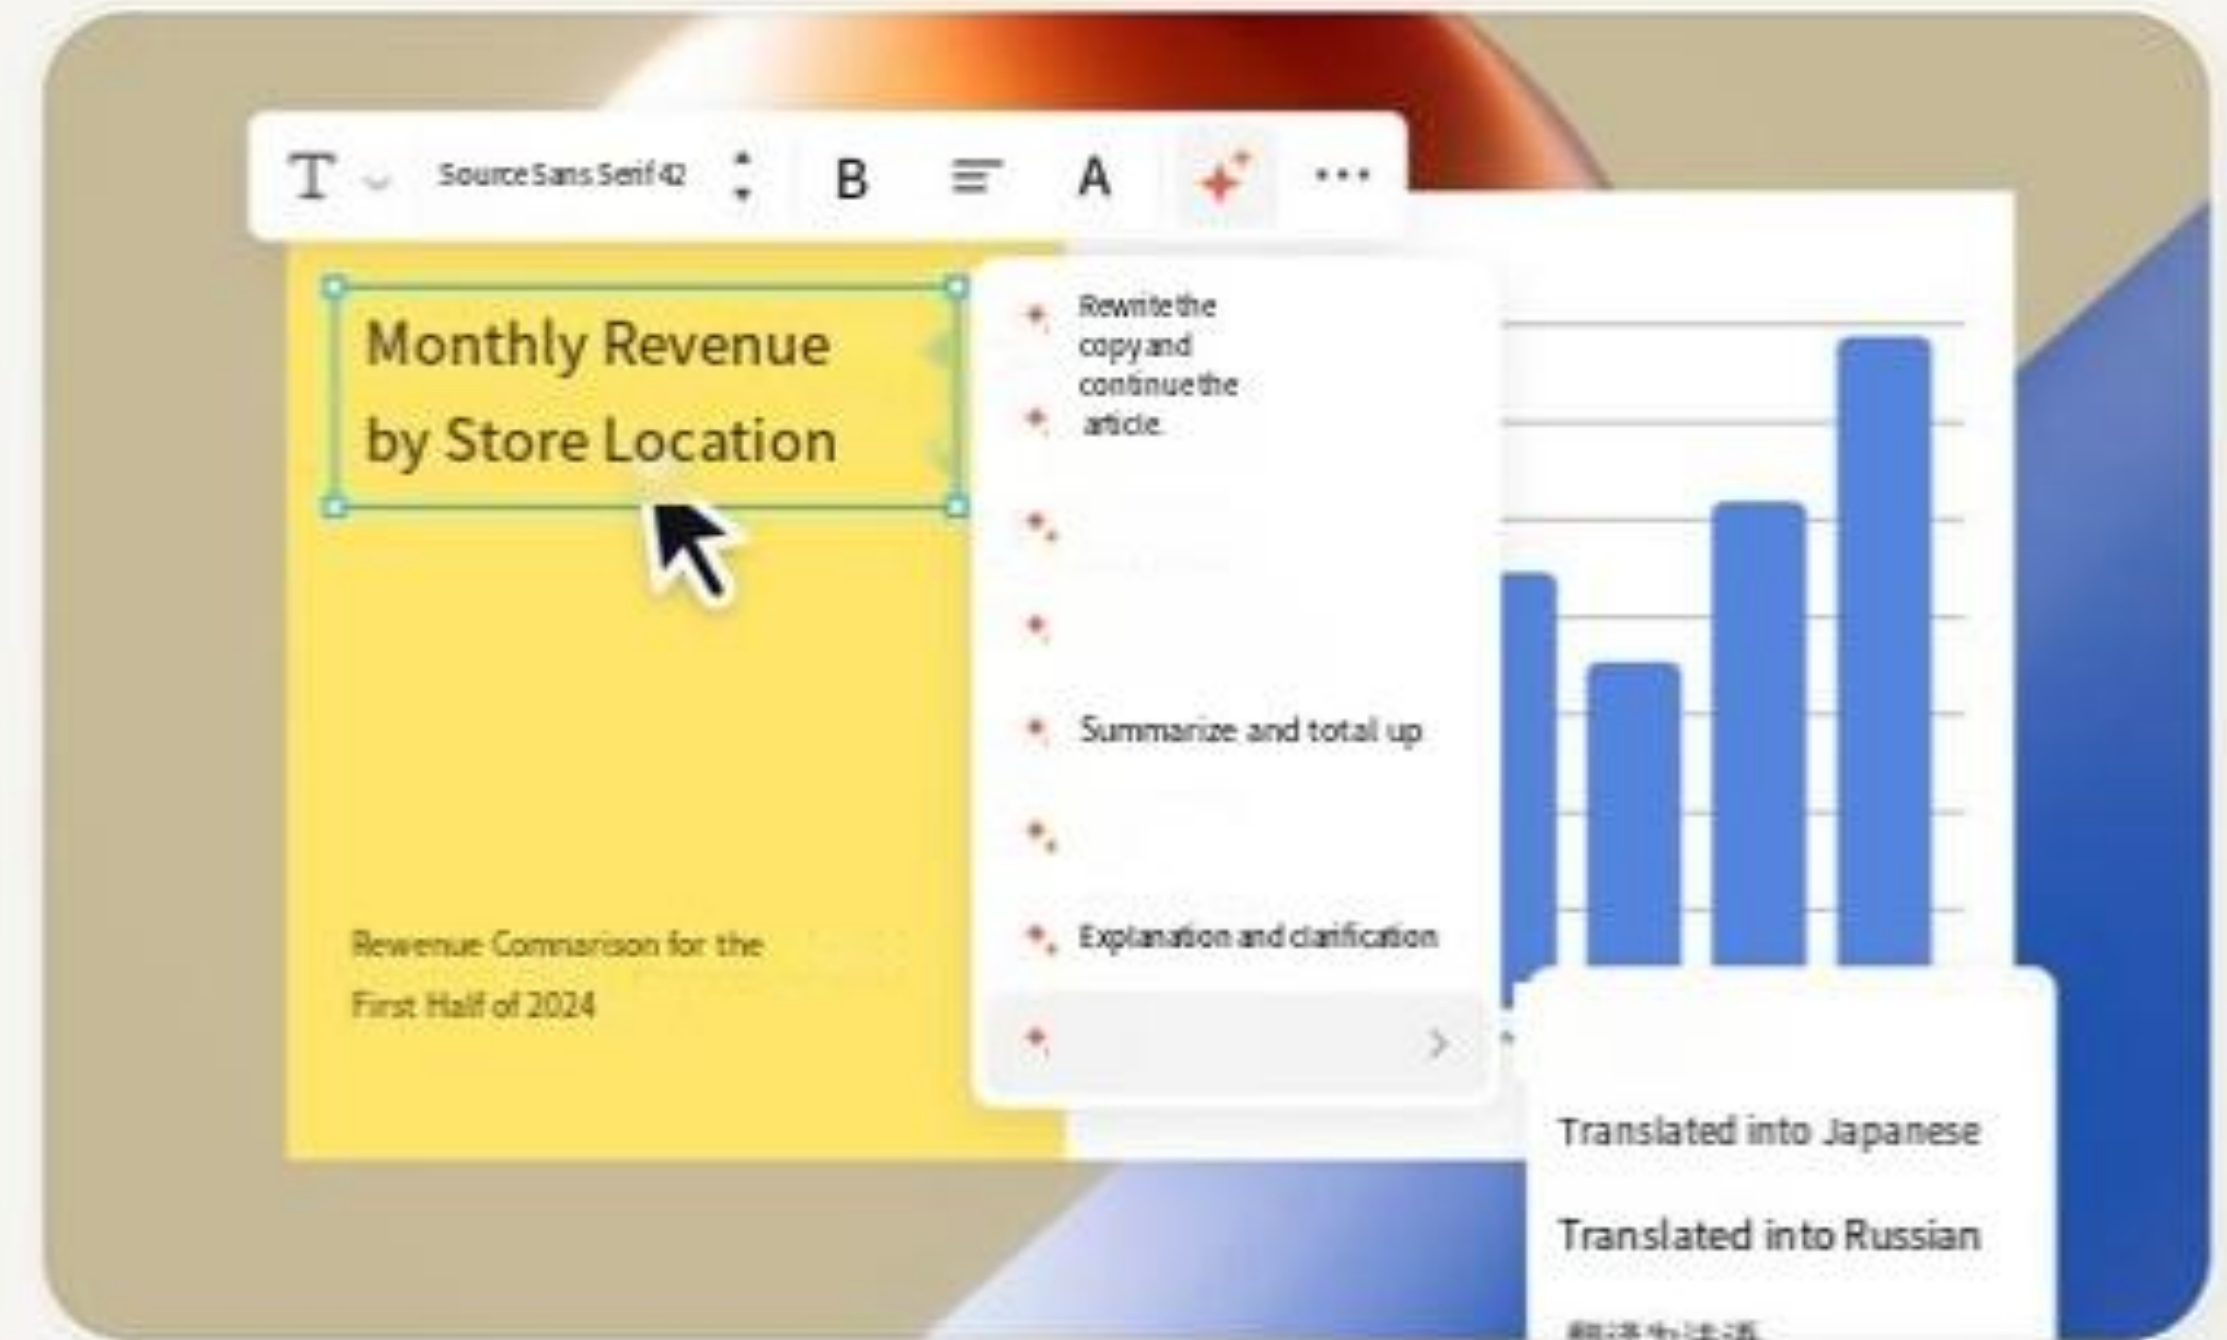 T Source Sans Serif 42 B A
Monthly Revenue
by Store Location
Rewrite the
copy and
continue the
article.
Summarize and total up
Explanation and clarification
Rewenue Comnarison for the
First Half of 2024
Translated into Japanese
Translated into Russian